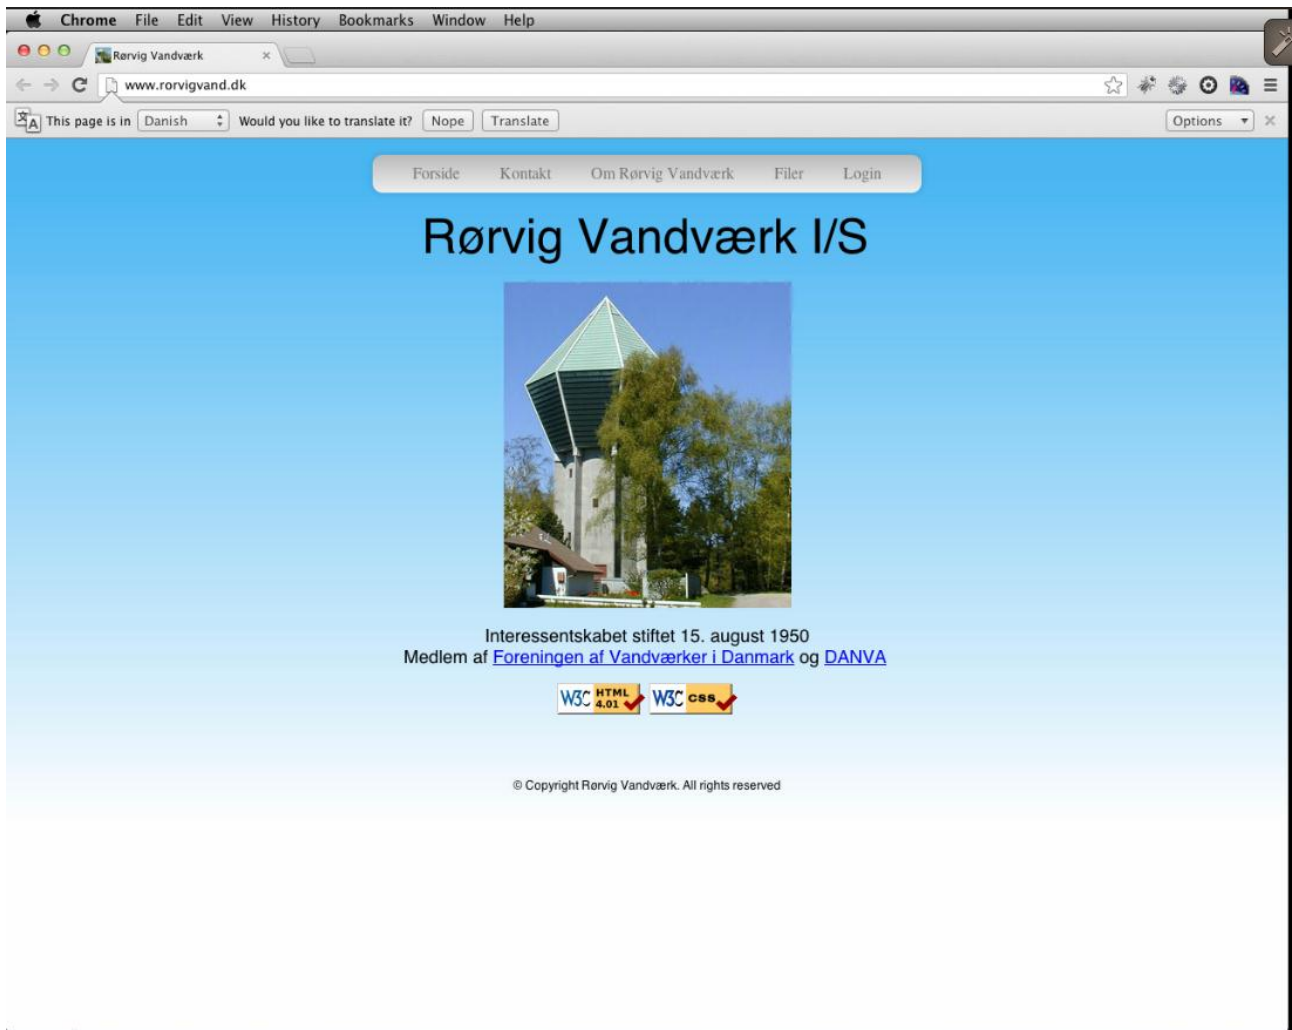 Chrome File Edit View History Bookmarks Window Help
Rørvig Vandværk
www.rorvigvand.dk
This page is in Danish Would you like to translate it? Nope Translate Options
Forside Kontakt Om Rørvig Vandværk Filer Login
Rørvig Vandværk I/S
Interessentskabet stiftet 15. august 1950
Medlem af Foreningen af Vandværker i Danmark og DANVA
W3C HTML 4.01 W3C css
© Copyright Rørvig Vandværk. All rights reserved